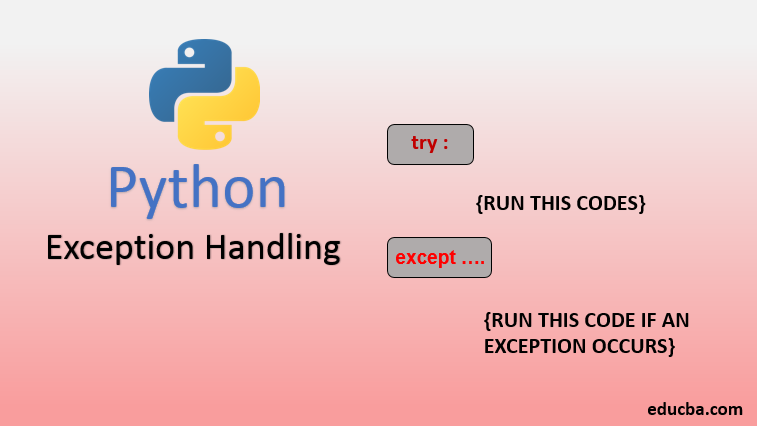 Python
Exception Handling
try :
{RUN THIS CODES}
except ....
{RUN THIS CODE IF AN
EXCEPTION OCCURS}
educba.com